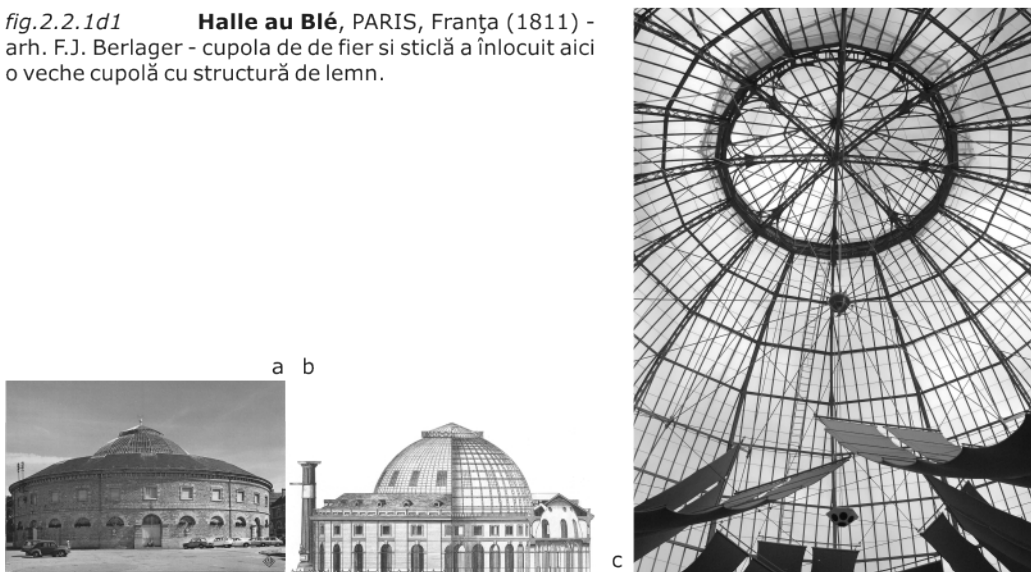 fig.2.2.1d1 Halle au Blé, PARIS, Franţa (1811) -
arh. F.J. Berlager - cupola de de fier si sticlă a înlocuit aici
o veche cupolă cu structură de lemn.
a b
c